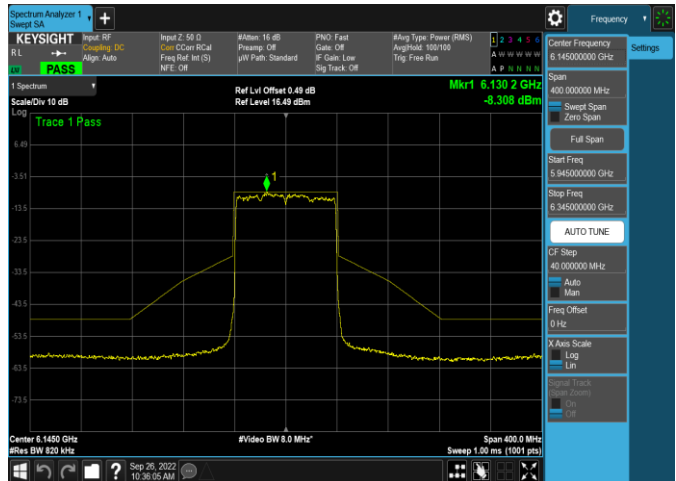 Spectrum Analyzer 1
Swept SA
+
Frequency
KEYSIGHT
Input: RF
Coupling: DC
Align: Auto
Input Z: 50 Ω
Corr CCorr RCal
Freq Ref: Int (S)
NFE: Off
#Atten: 16 dB
Preamp: Off
µW Path: Standard
PNO: Fast
Gate: Off
IF Gain: Low
Sig Track: Off
#Avg Type: Power (RMS)
Avg|Hold: 100/100
Trig: Free Run
1 2 3 4 5 6
A W W W W W
A P N N N N
R L
LW
PASS
1 Spectrum
Scale/Div 10 dB
Log
Ref Lvl Offset 0.49 dB
Ref Level 16.49 dBm
Mkr1 6.130 2 GHz
-8.308 dBm
Trace 1 Pass
1
6.49
-3.51
-13.5
-23.5
-33.5
-43.5
-53.5
-63.5
-73.5
Center 6.1450 GHz
#Res BW 820 kHz
#Video BW 8.0 MHz*
Span 400.0 MHz
Sweep 1.00 ms (1001 pts)
Center Frequency
6.145000000 GHz
Span
400.000000 MHz
Swept Span
Zero Span
Full Span
Start Freq
5.945000000 GHz
Stop Freq
6.345000000 GHz
AUTO TUNE
CF Step
40.000000 MHz
Auto
Man
Freq Offset
0 Hz
X Axis Scale
Log
Lin
Signal Track
(Span Zoom)
On
Off
Settings
?
Sep 26, 2022
10:36:05 AM